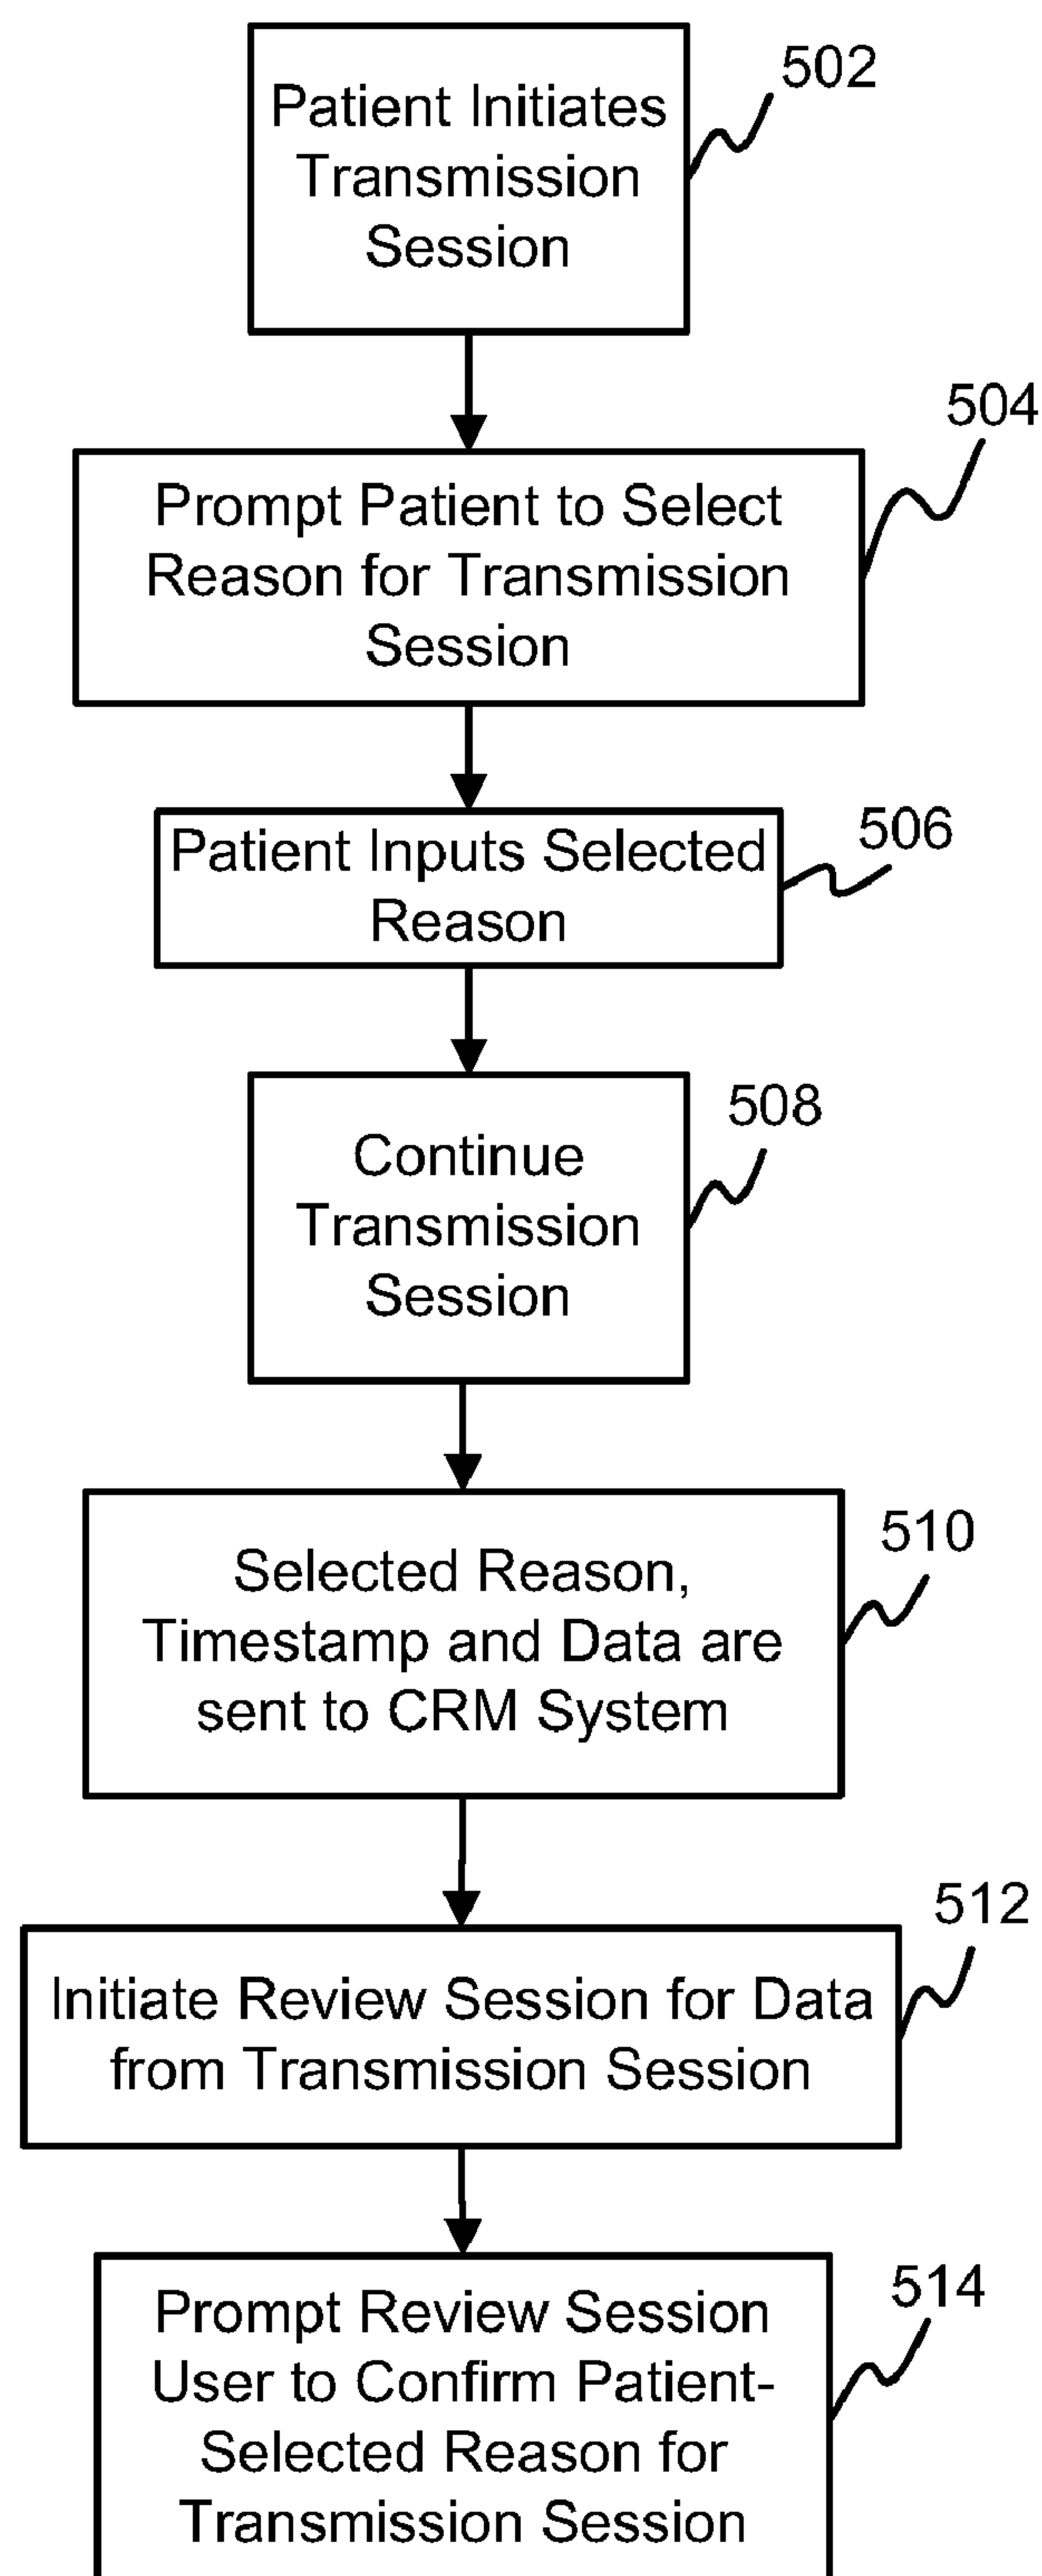 502
Patient Initiates
Transmission
Session
504
Prompt Patient to Select
Reason for Transmission
Session
506
Patient Inputs Selected
Reason
508
Continue
Transmission
Session
510
Selected Reason,
Timestamp and Data are
sent to CRM System
512
Initiate Review Session for Data
from Transmission Session
514
Prompt Review Session
User to Confirm Patient-
Selected Reason for
Transmission Session